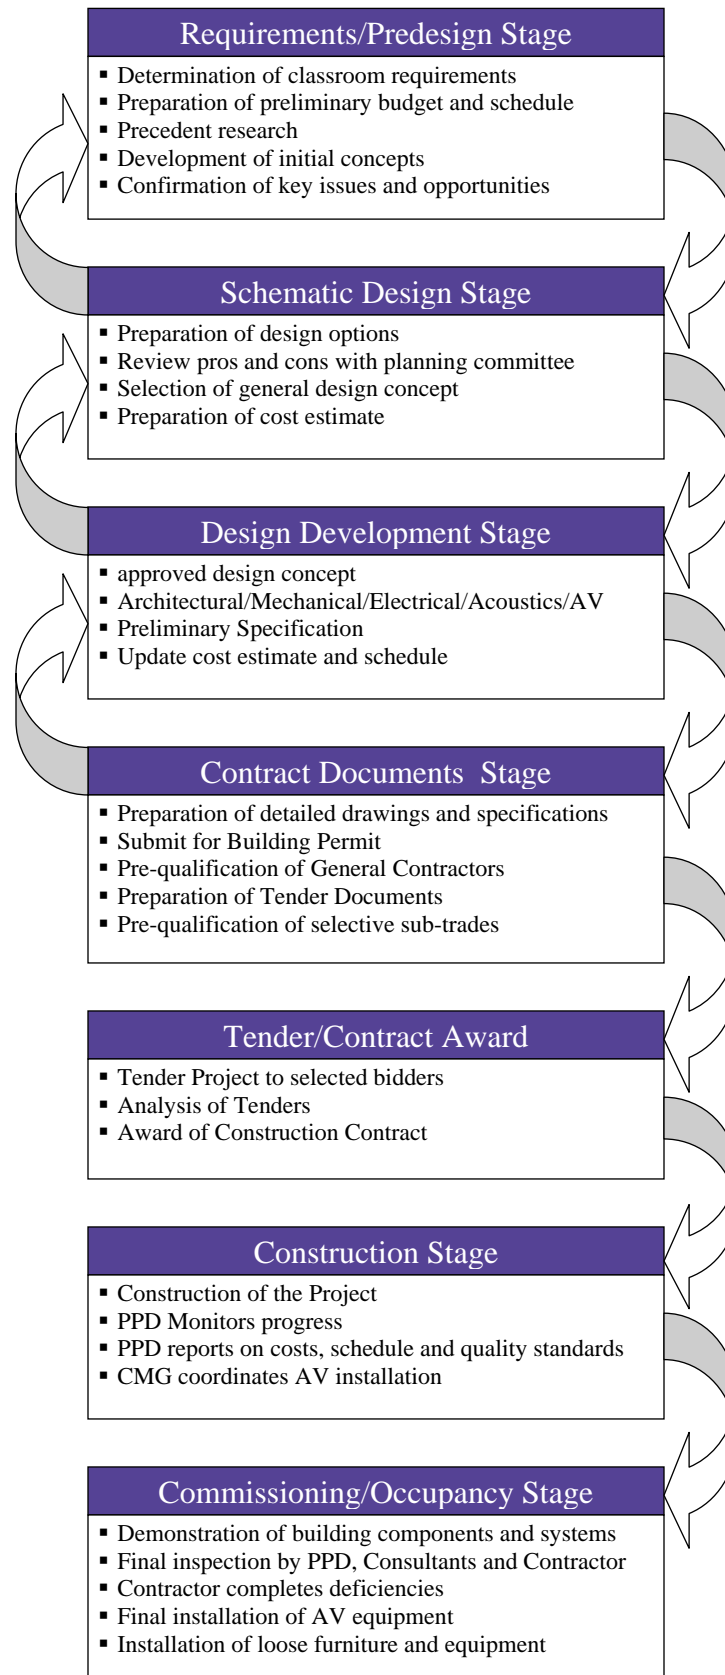 Requirements/Predesign Stage
▪ Determination of classroom requirements
▪ Preparation of preliminary budget and schedule
▪ Precedent research
▪ Development of initial concepts
▪ Confirmation of key issues and opportunities
Schematic Design Stage
▪ Preparation of design options
▪ Review pros and cons with planning committee
▪ Selection of general design concept
▪ Preparation of cost estimate
Design Development Stage
▪ approved design concept
▪ Architectural/Mechanical/Electrical/Acoustics/AV
▪ Preliminary Specification
▪ Update cost estimate and schedule
Contract Documents  Stage
▪ Preparation of detailed drawings and specifications
▪ Submit for Building Permit
▪ Pre-qualification of General Contractors
▪ Preparation of Tender Documents
▪ Pre-qualification of selective sub-trades
Tender/Contract Award
▪ Tender Project to selected bidders
▪ Analysis of Tenders
▪ Award of Construction Contract
Construction Stage
▪ Construction of the Project
▪ PPD Monitors progress
▪ PPD reports on costs, schedule and quality standards
▪ CMG coordinates AV installation
Commissioning/Occupancy Stage
▪ Demonstration of building components and systems
▪ Final inspection by PPD, Consultants and Contractor
▪ Contractor completes deficiencies
▪ Final installation of AV equipment
▪ Installation of loose furniture and equipment